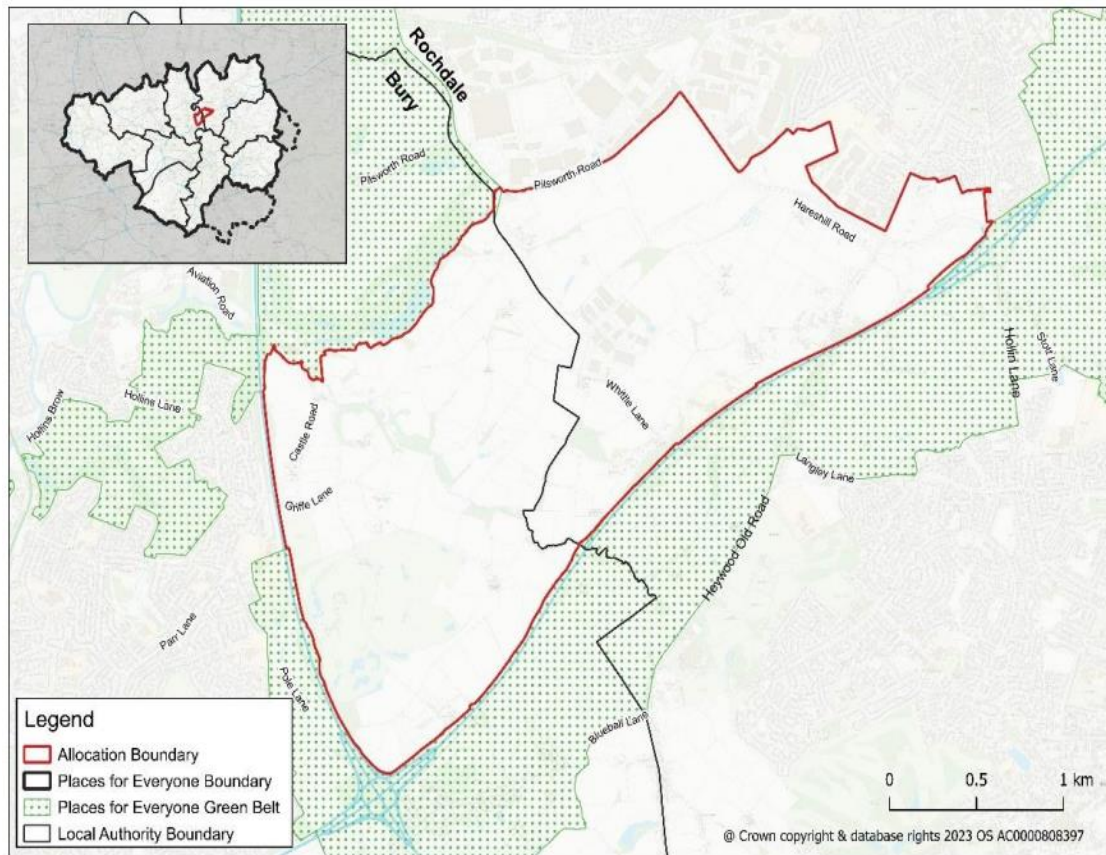 Rochdale
Bury
Pilsworth Road
Pilsworth Road
Hareshill Road
Aviation Road
Hollin Lane
Stott Lane
Hollins Lane
Hollins Brow
Castle Road
Whittle Lane
Langley Lane
Griffe Lane
Heywood Old Road
Parr Lane
Pole Lane
Blueball Lane
Legend
Allocation Boundary
Places for Everyone Boundary
Places for Everyone Green Belt
Local Authority Boundary
0 0.5 1 km
@ Crown copyright & database rights 2023 OS AC0000808397